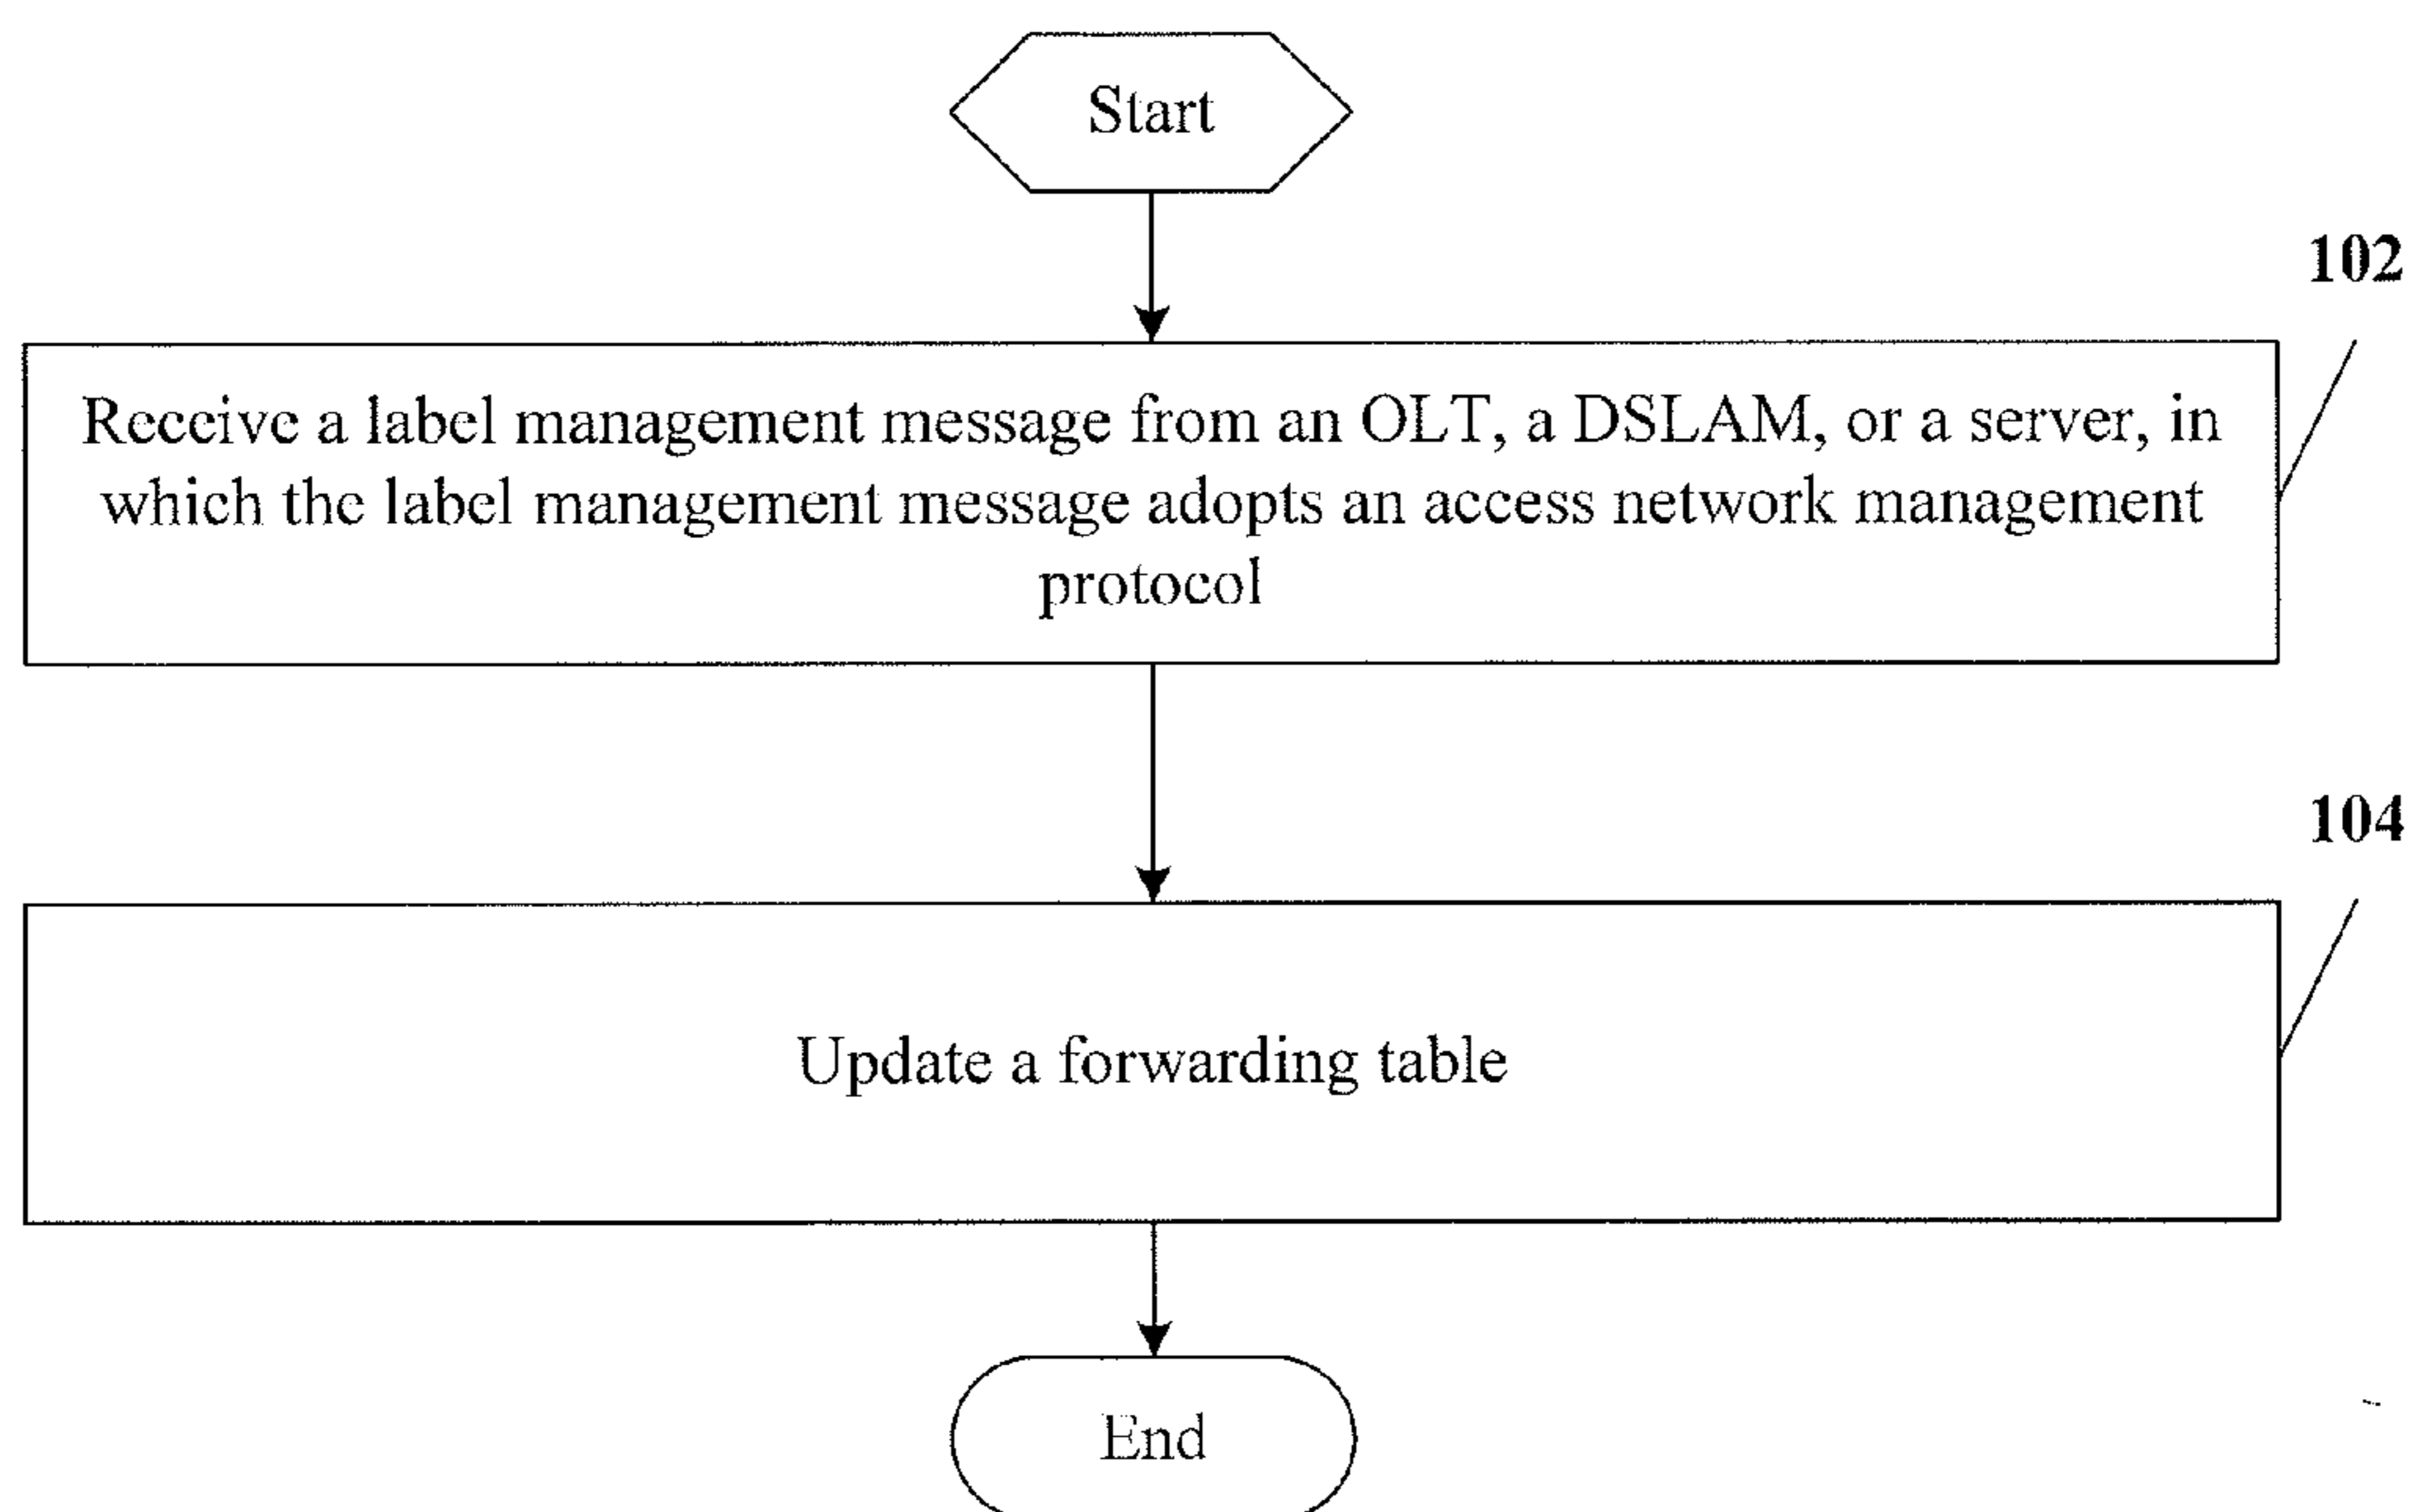 Start
102
Receive a label management message from an OLT, a DSLAM, or a server, in
which the label management message adopts an access network management
protocol
104
Update a forwarding table
End